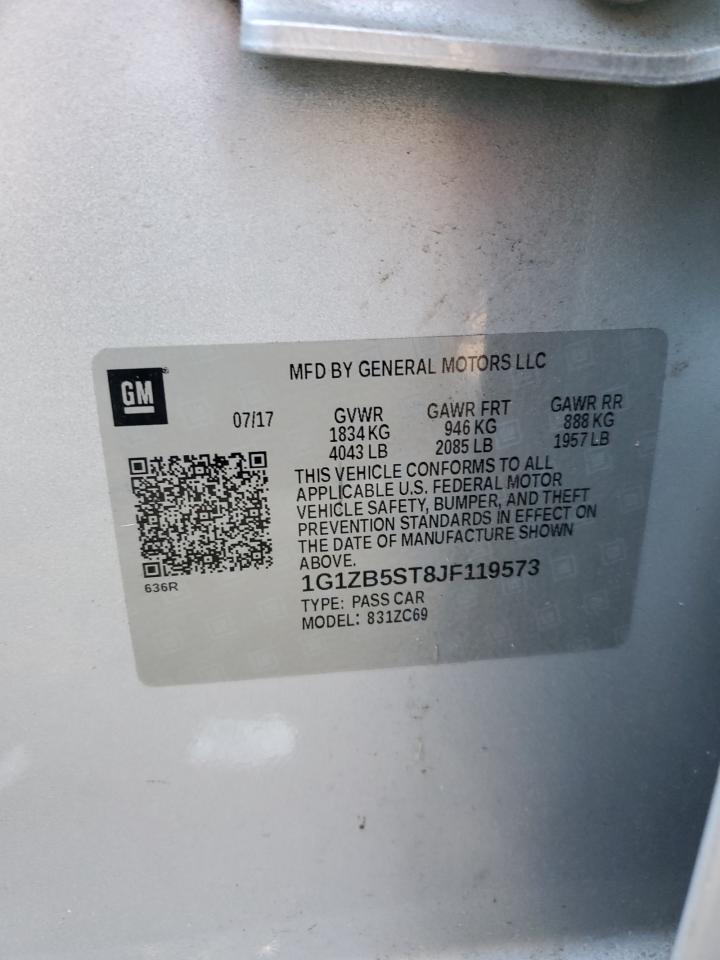 GM
MFD BY GENERAL MOTORS LLC
07/17
GVWR
1834 KG
4043 LB
GAWR FRT
946 KG
2085 LB
GAWR RR
888 KG
1957 LB
THIS VEHICLE CONFORMS TO ALL
APPLICABLE U.S. FEDERAL MOTOR
VEHICLE SAFETY, BUMPER, AND THEFT
PREVENTION STANDARDS IN EFFECT ON
THE DATE OF MANUFACTURE SHOWN
ABOVE.
636R
1G1ZB5ST8JF119573
TYPE: PASS CAR
MODEL: 831ZC69